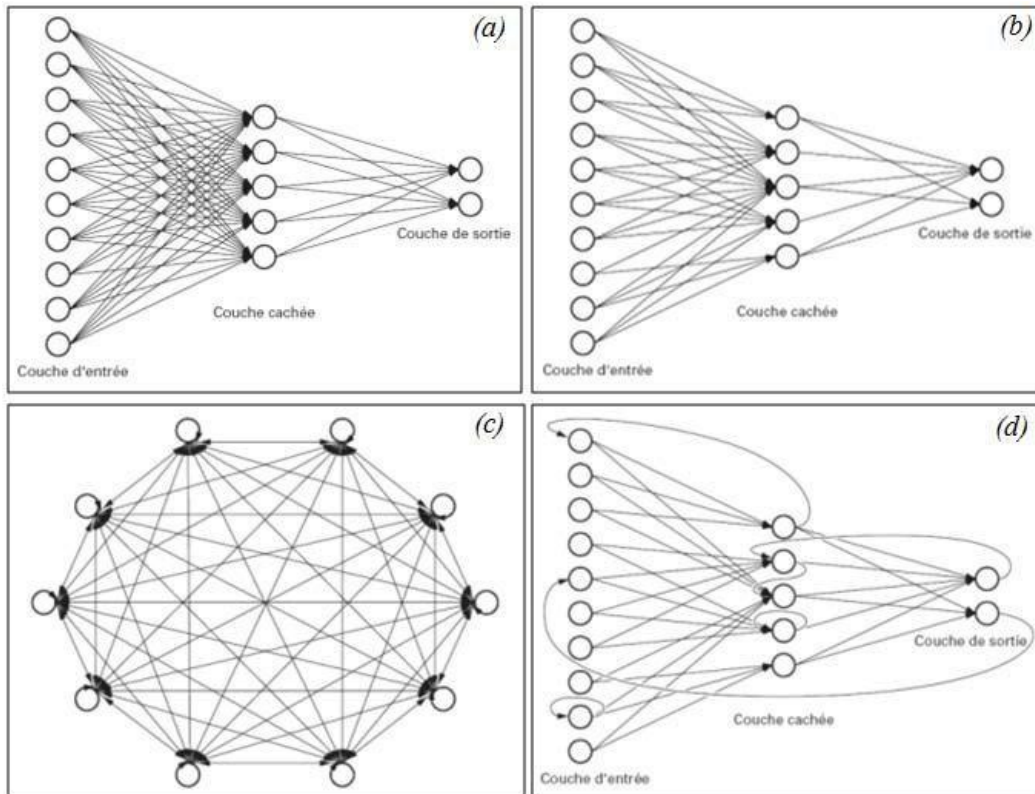 (a)
Couche de sortie
Couche cachée
Couche d'entrée
(b)
Couche de sortie
Couche cachée
Couche d'entrée
(c)
(d)
Couche de sortie
Couche cachée
Couche d'entrée